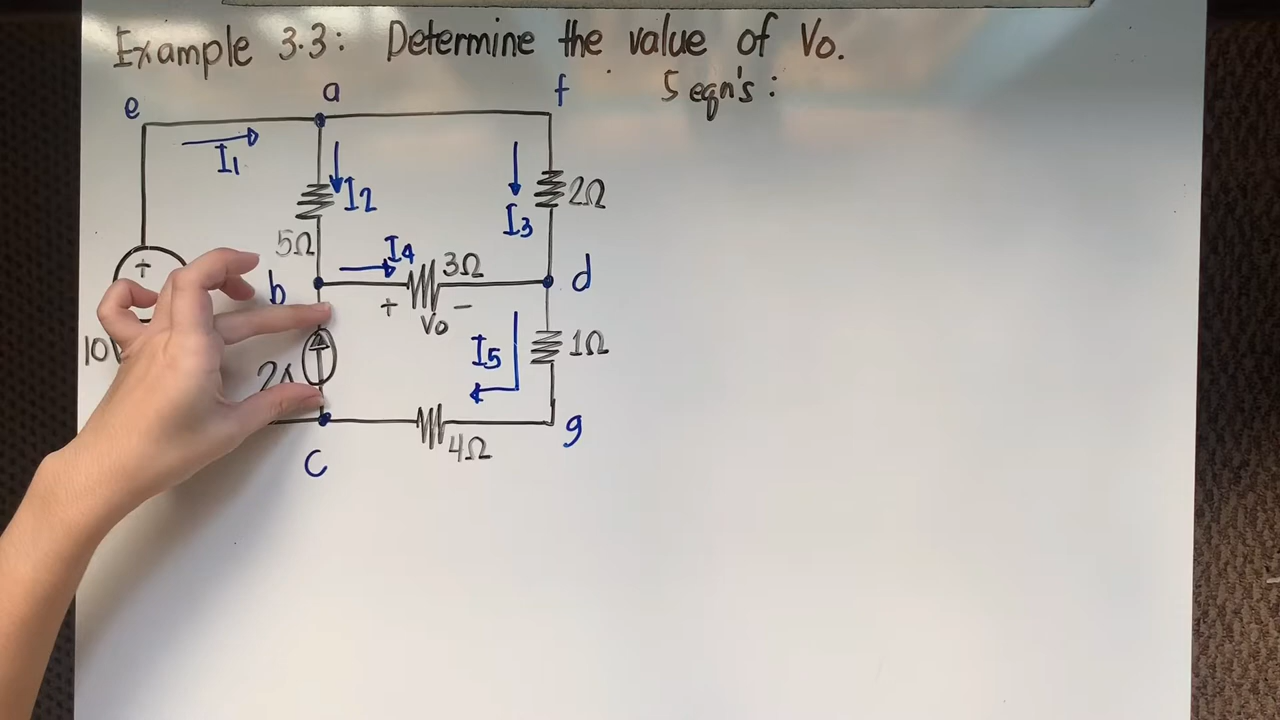 Example 3.3: Determine the value of Vo.
5 eqn's:
e
a
f
I1
I2
I3
2Ω
5Ω
I4
3Ω
b
d
+
+
-
Vo
10
I5
1Ω
4Ω
g
c